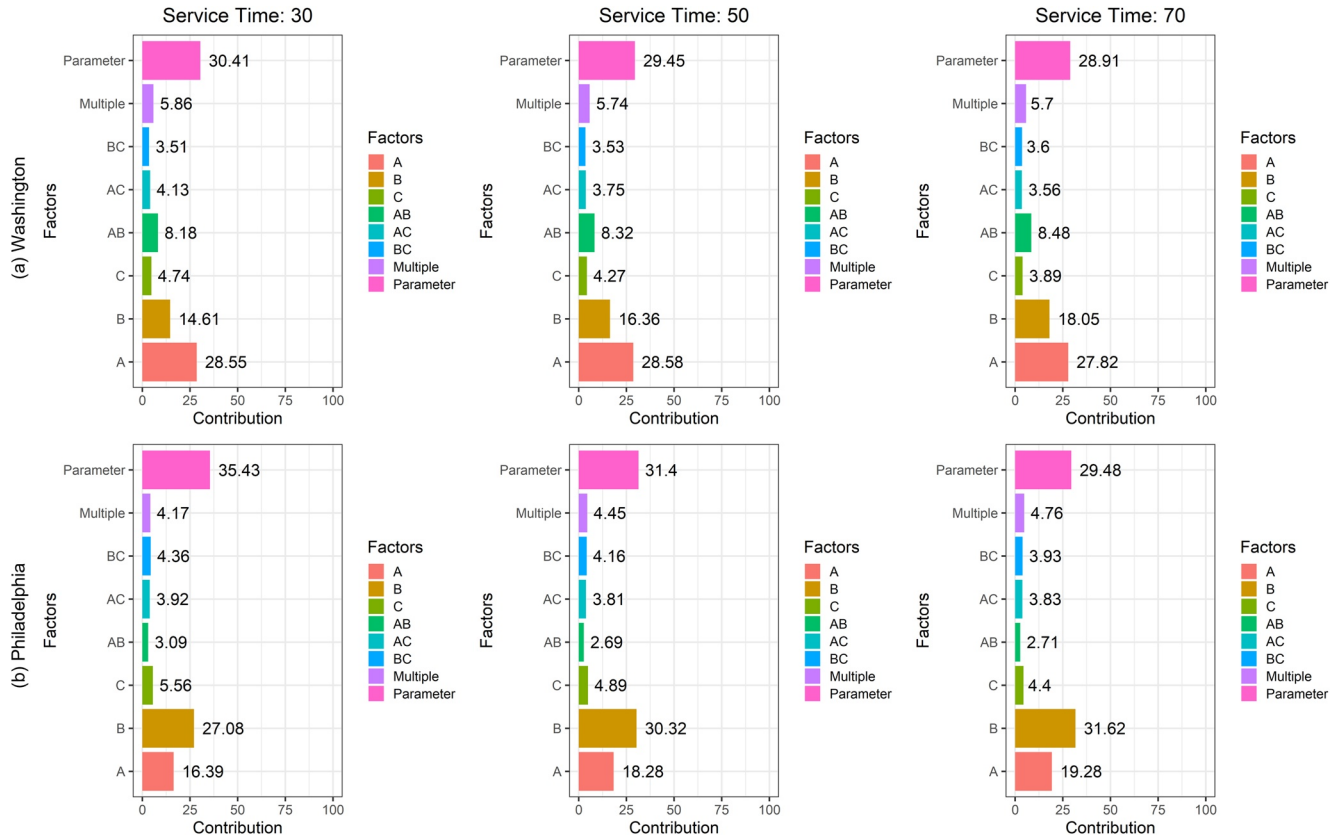 Service Time: 30
Service Time: 50
Service Time: 70
(a) Washington
Factors
Parameter 30.41
Multiple 5.86
BC 3.51
AC 4.13
AB 8.18
C 4.74
B 14.61
A 28.55
0 25 50 75 100
Contribution
Factors
A
B
C
AB
AC
BC
Multiple
Parameter
Factors
Parameter 29.45
Multiple 5.74
BC 3.53
AC 3.75
AB 8.32
C 4.27
B 16.36
A 28.58
0 25 50 75 100
Contribution
Factors
A
B
C
AB
AC
BC
Multiple
Parameter
Factors
Parameter 28.91
Multiple 5.7
BC 3.6
AC 3.56
AB 8.48
C 3.89
B 18.05
A 27.82
0 25 50 75 100
Contribution
Factors
A
B
C
AB
AC
BC
Multiple
Parameter
(b) Philadelphia
Factors
Parameter 35.43
Multiple 4.17
BC 4.36
AC 3.92
AB 3.09
C 5.56
B 27.08
A 16.39
0 25 50 75 100
Contribution
Factors
A
B
C
AB
AC
BC
Multiple
Parameter
Factors
Parameter 31.4
Multiple 4.45
BC 4.16
AC 3.81
AB 2.69
C 4.89
B 30.32
A 18.28
0 25 50 75 100
Contribution
Factors
A
B
C
AB
AC
BC
Multiple
Parameter
Factors
Parameter 29.48
Multiple 4.76
BC 3.93
AC 3.83
AB 2.71
C 4.4
B 31.62
A 19.28
0 25 50 75 100
Contribution
Factors
A
B
C
AB
AC
BC
Multiple
Parameter